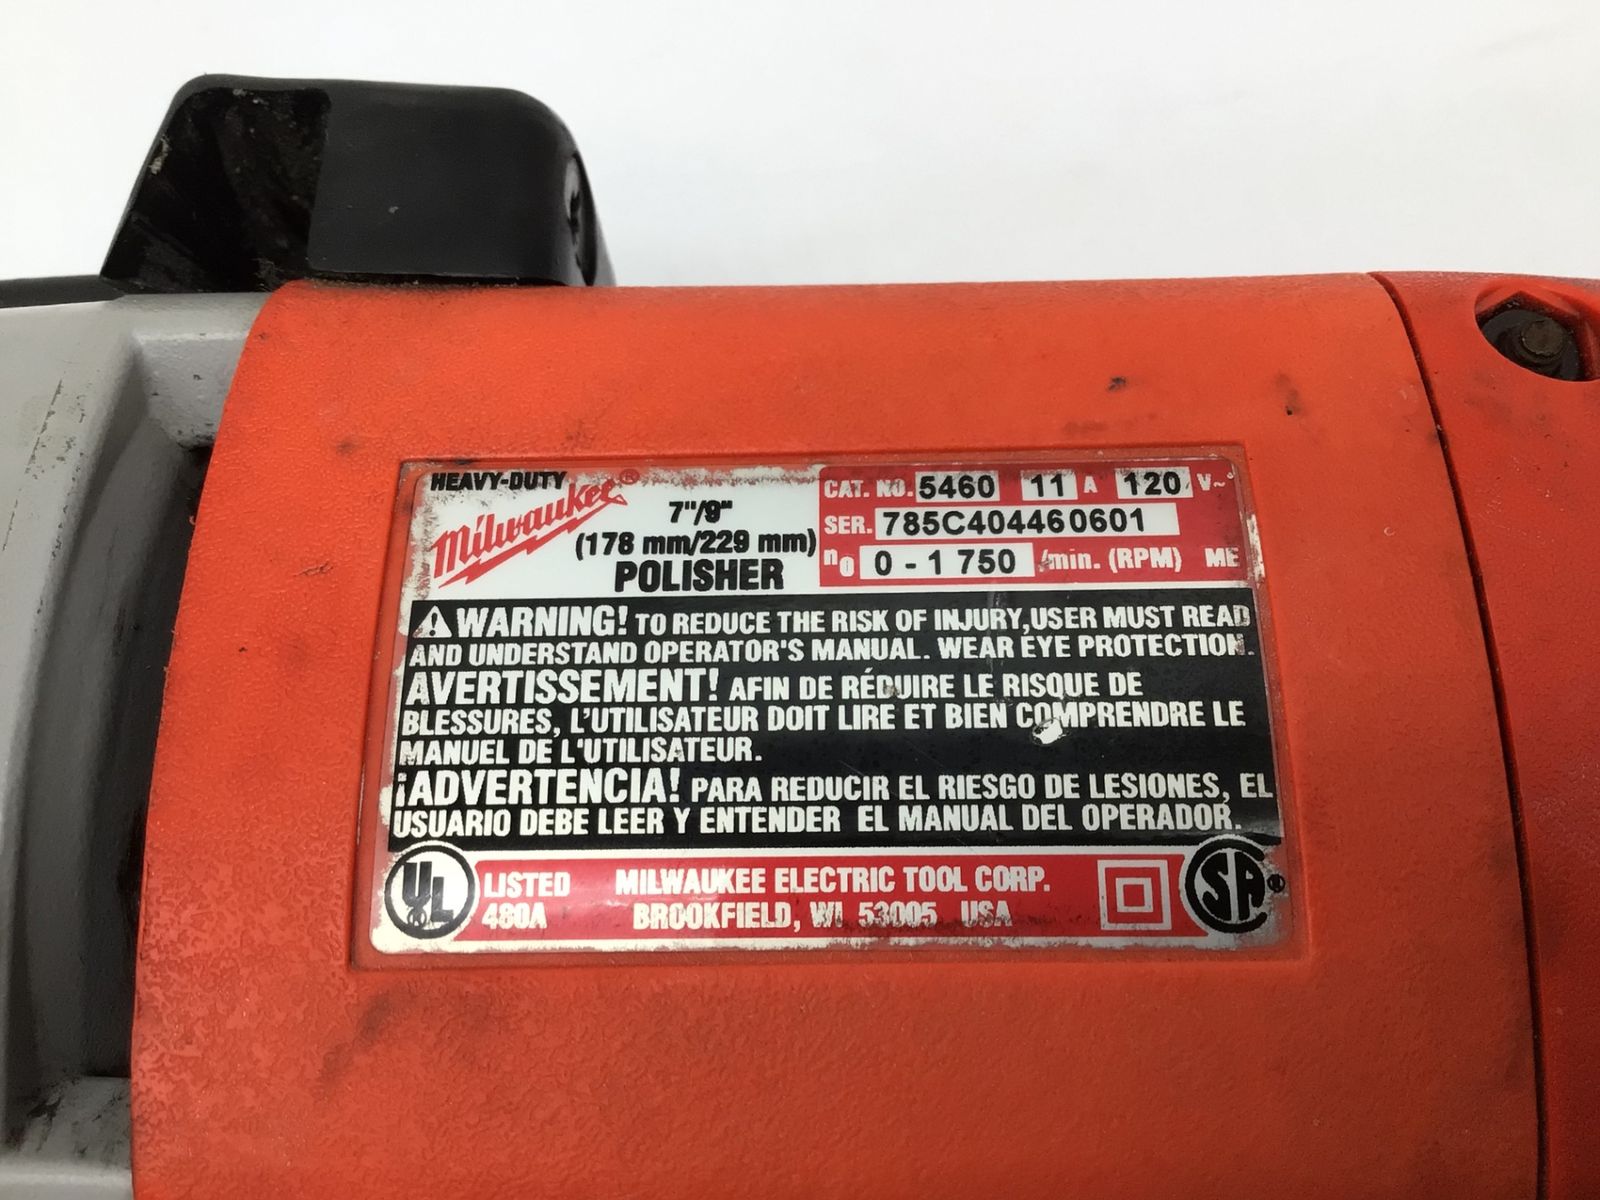 HEAVY-DUTY
Milwaukee®
7"/9"
(178 mm/229 mm)
POLISHER
CAT. NO. 5460 11 A 120 V~
SER. 785C404460601
n0 0 - 1 750 /min. (RPM) ME
WARNING! TO REDUCE THE RISK OF INJURY,USER MUST READ
AND UNDERSTAND OPERATOR'S MANUAL. WEAR EYE PROTECTION.
AVERTISSEMENT! AFIN DE RÉDUIRE LE RISQUE DE
BLESSURES, L'UTILISATEUR DOIT LIRE ET BIEN COMPRENDRE LE
MANUEL DE L'UTILISATEUR.
¡ADVERTENCIA! PARA REDUCIR EL RIESGO DE LESIONES, EL
USUARIO DEBE LEER Y ENTENDER EL MANUAL DEL OPERADOR.
UL®
LISTED
480A
MILWAUKEE ELECTRIC TOOL CORP.
BROOKFIELD, WI 53005 USA
SA®